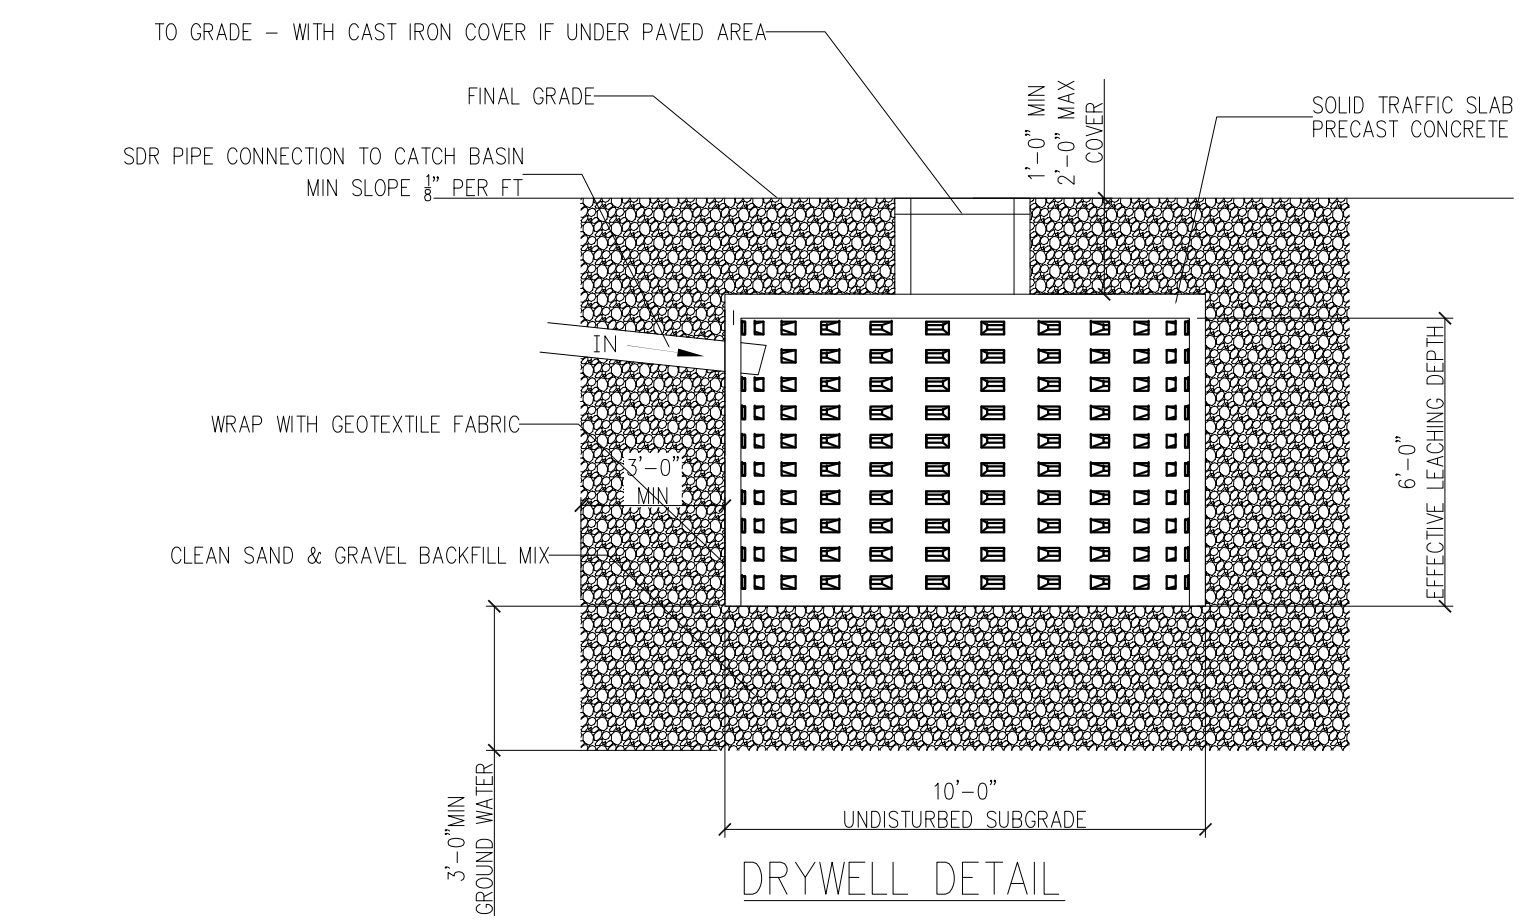 TO GRADE – WITH CAST IRON COVER IF UNDER PAVED AREA
FINAL GRADE
1'–0" MIN
2'–0" MAX
COVER
SOLID TRAFFIC SLAB
PRECAST CONCRETE
SDR PIPE CONNECTION TO CATCH BASIN
MIN SLOPE ⅛" PER FT
IN
WRAP WITH GEOTEXTILE FABRIC
3'–0"
MIN
6'–0"
EFFECTIVE LEACHING DEPTH
CLEAN SAND & GRAVEL BACKFILL MIX
3'–0"MIN
GROUND WATER
10'–0"
UNDISTURBED SUBGRADE
DRYWELL DETAIL